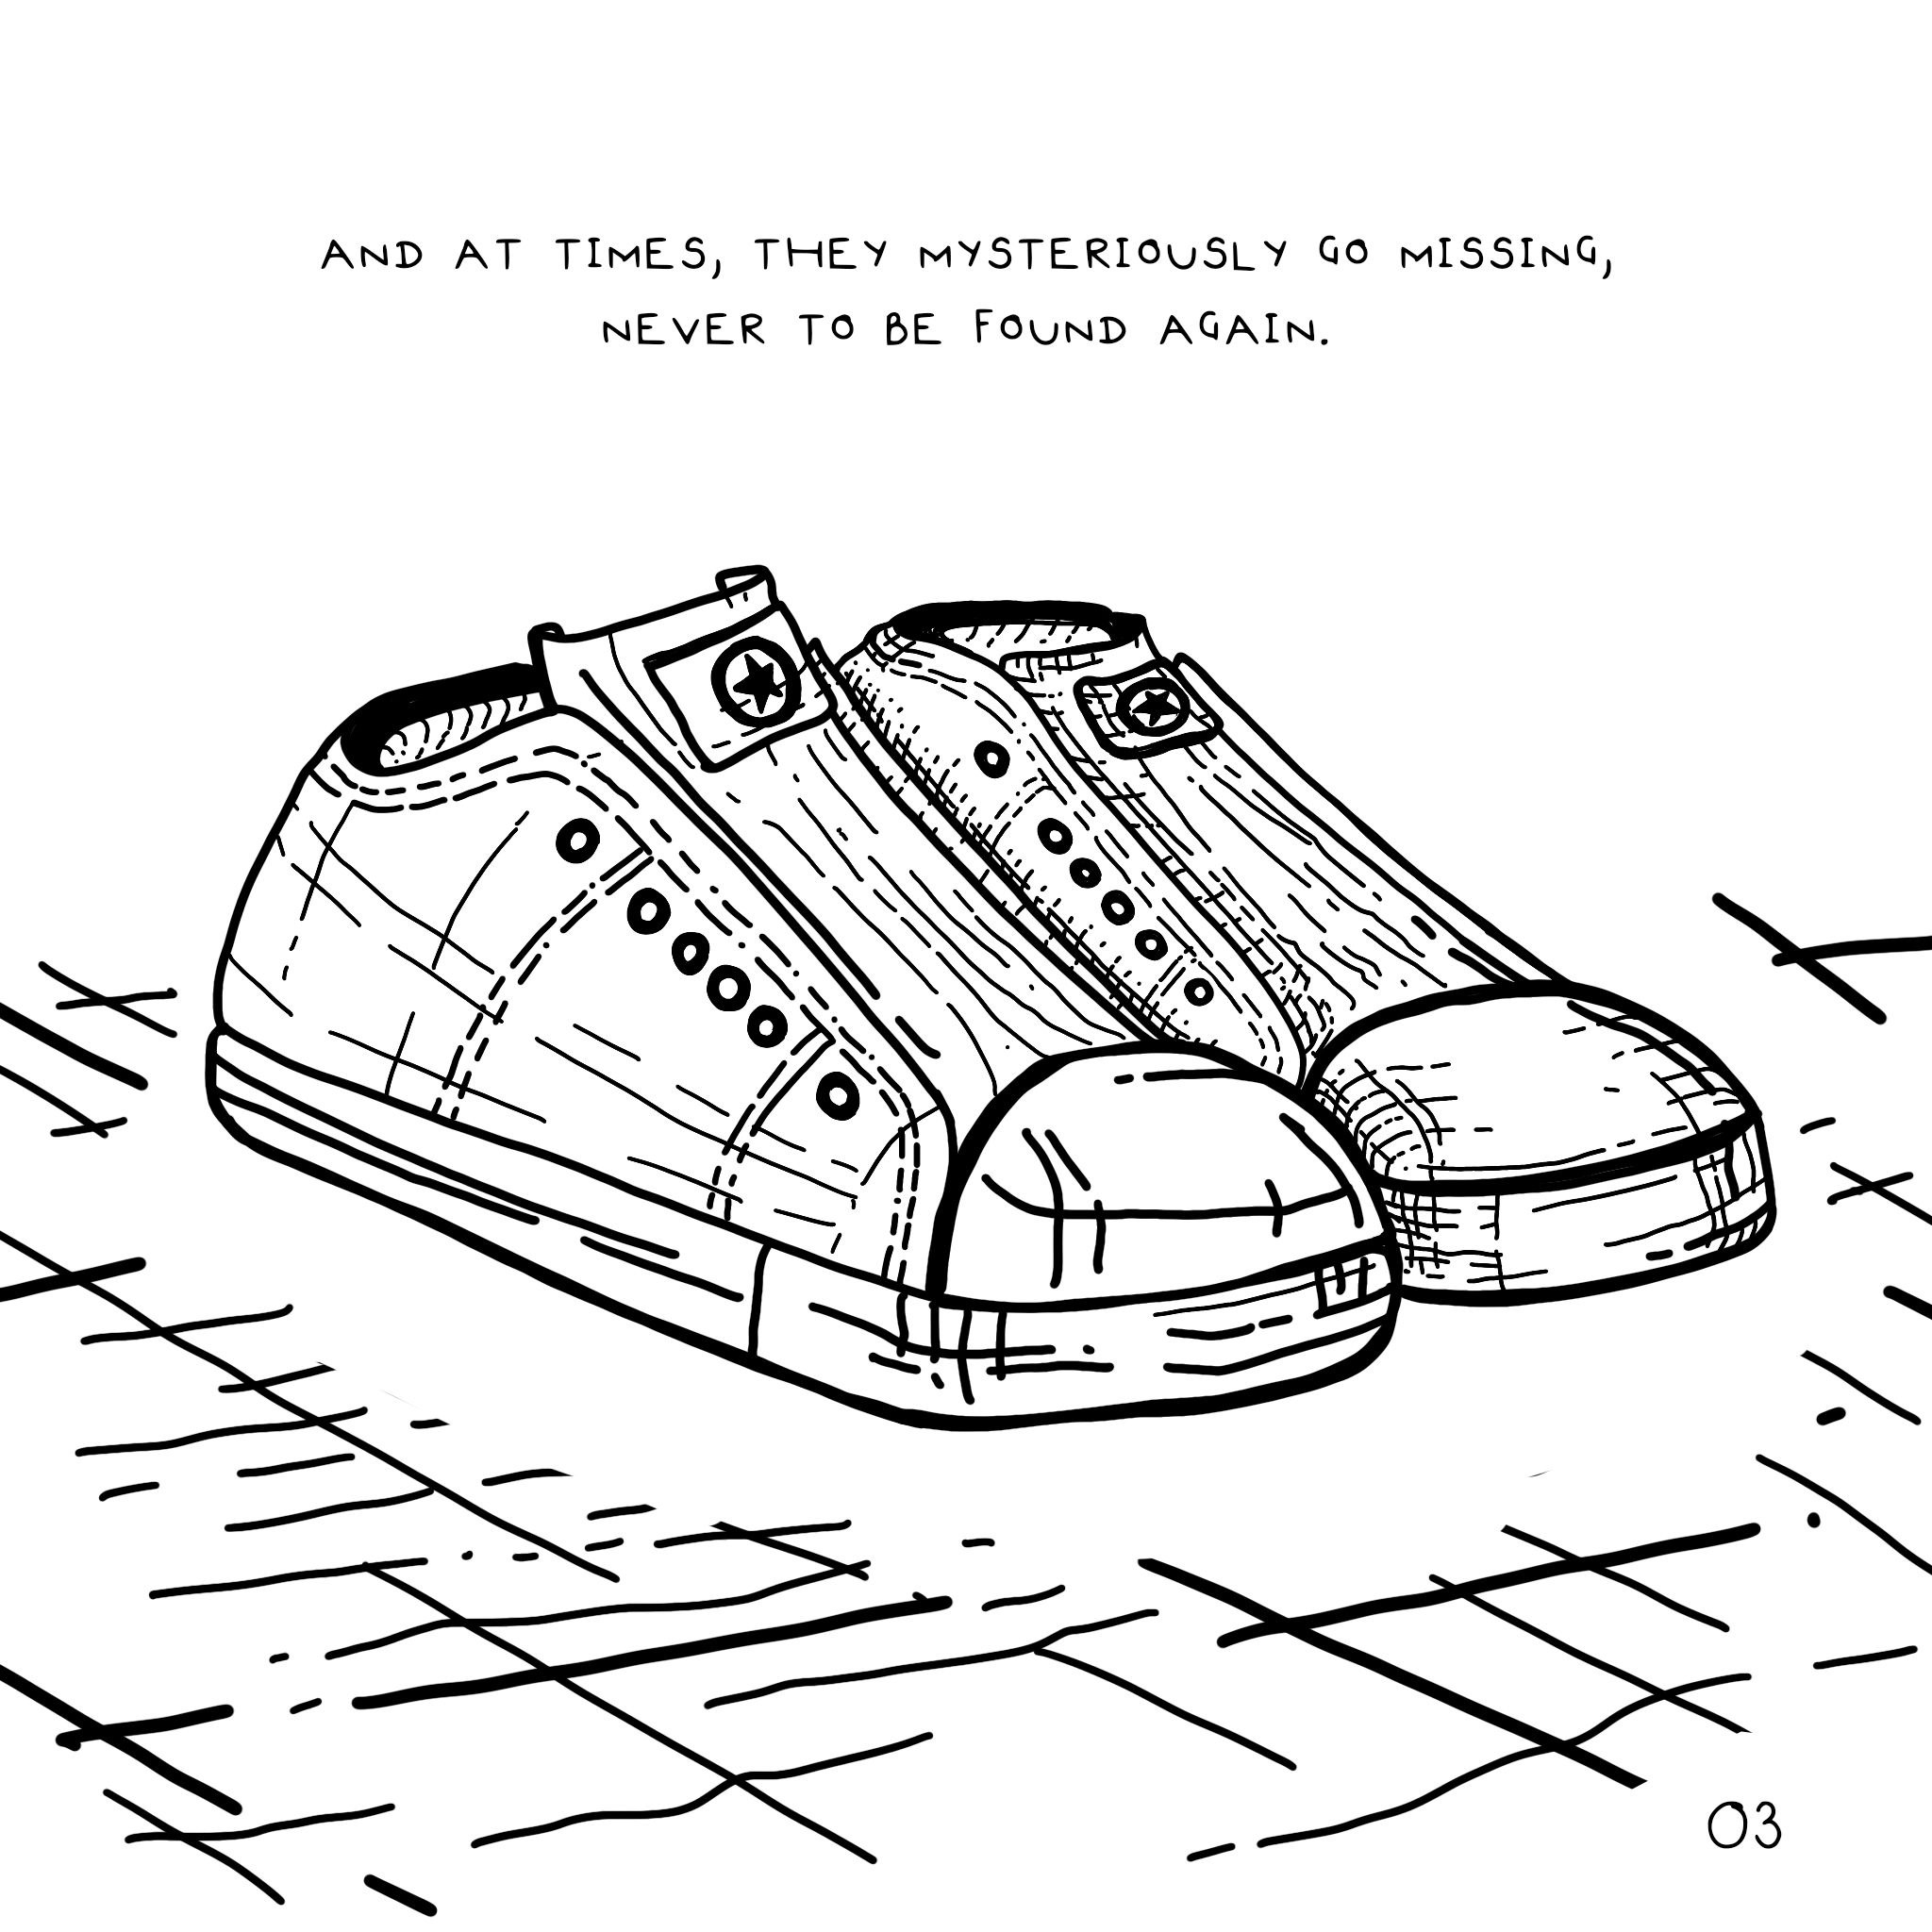 AND AT TIMES, THEY MYSTERIOUSLY GO MISSING,
NEVER TO BE FOUND AGAIN.
03